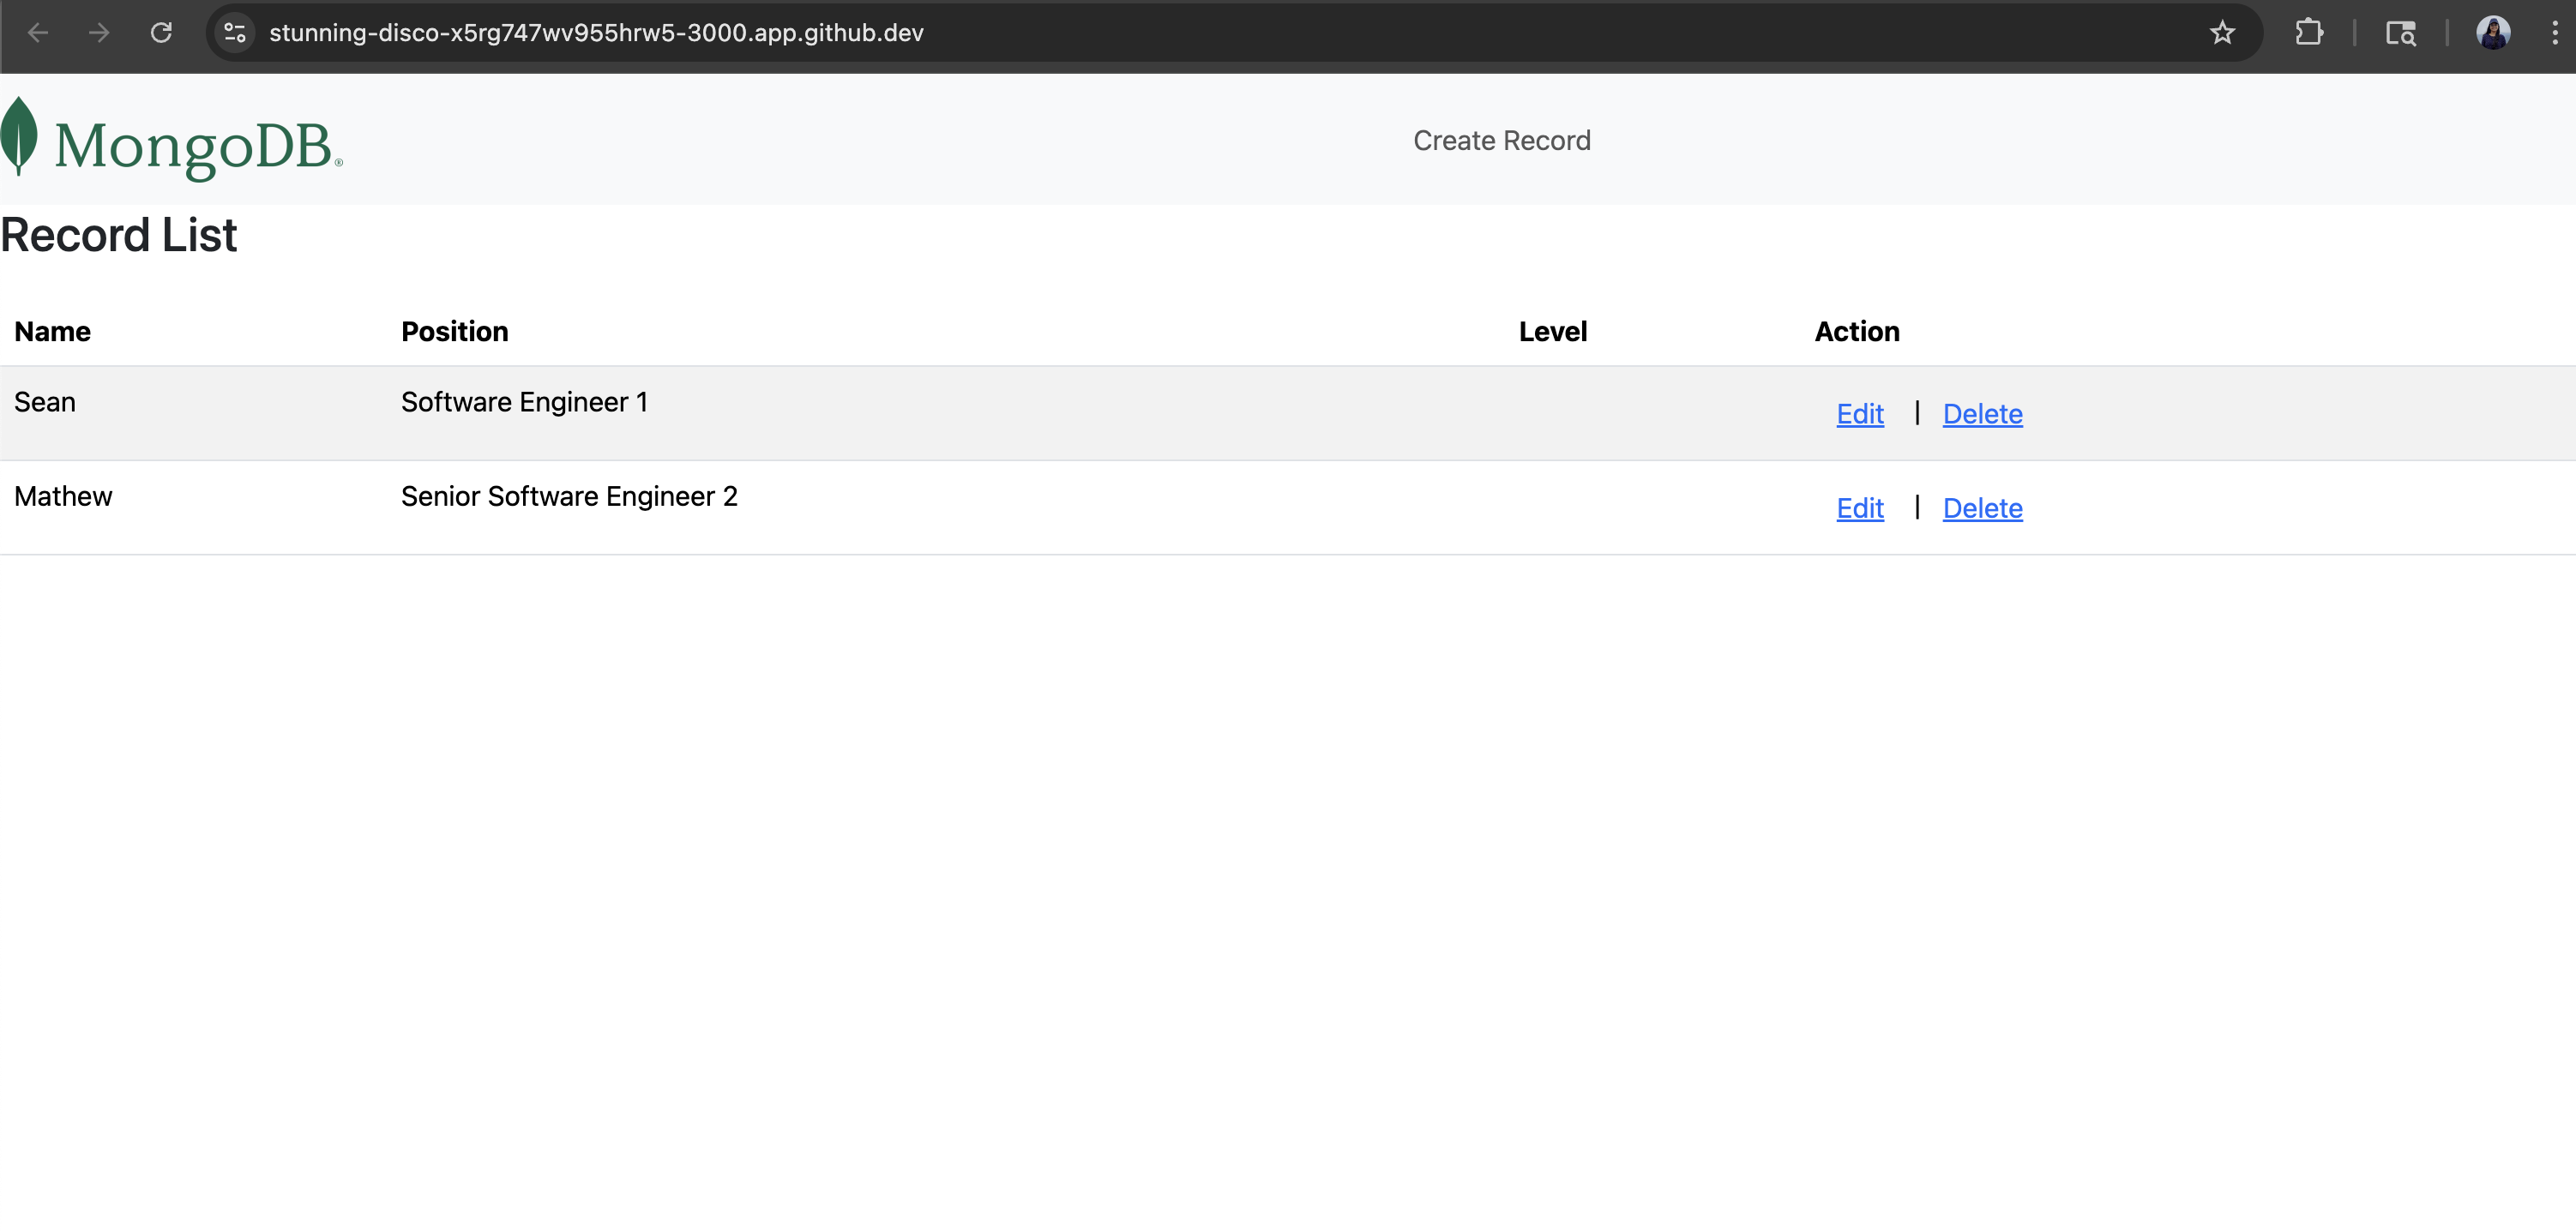 stunning-disco-x5rg747wv955hrw5-3000.app.github.dev
MongoDB®
Create Record
Record List
Name Position Level Action
Sean Software Engineer 1 Edit | Delete
Mathew Senior Software Engineer 2 Edit | Delete